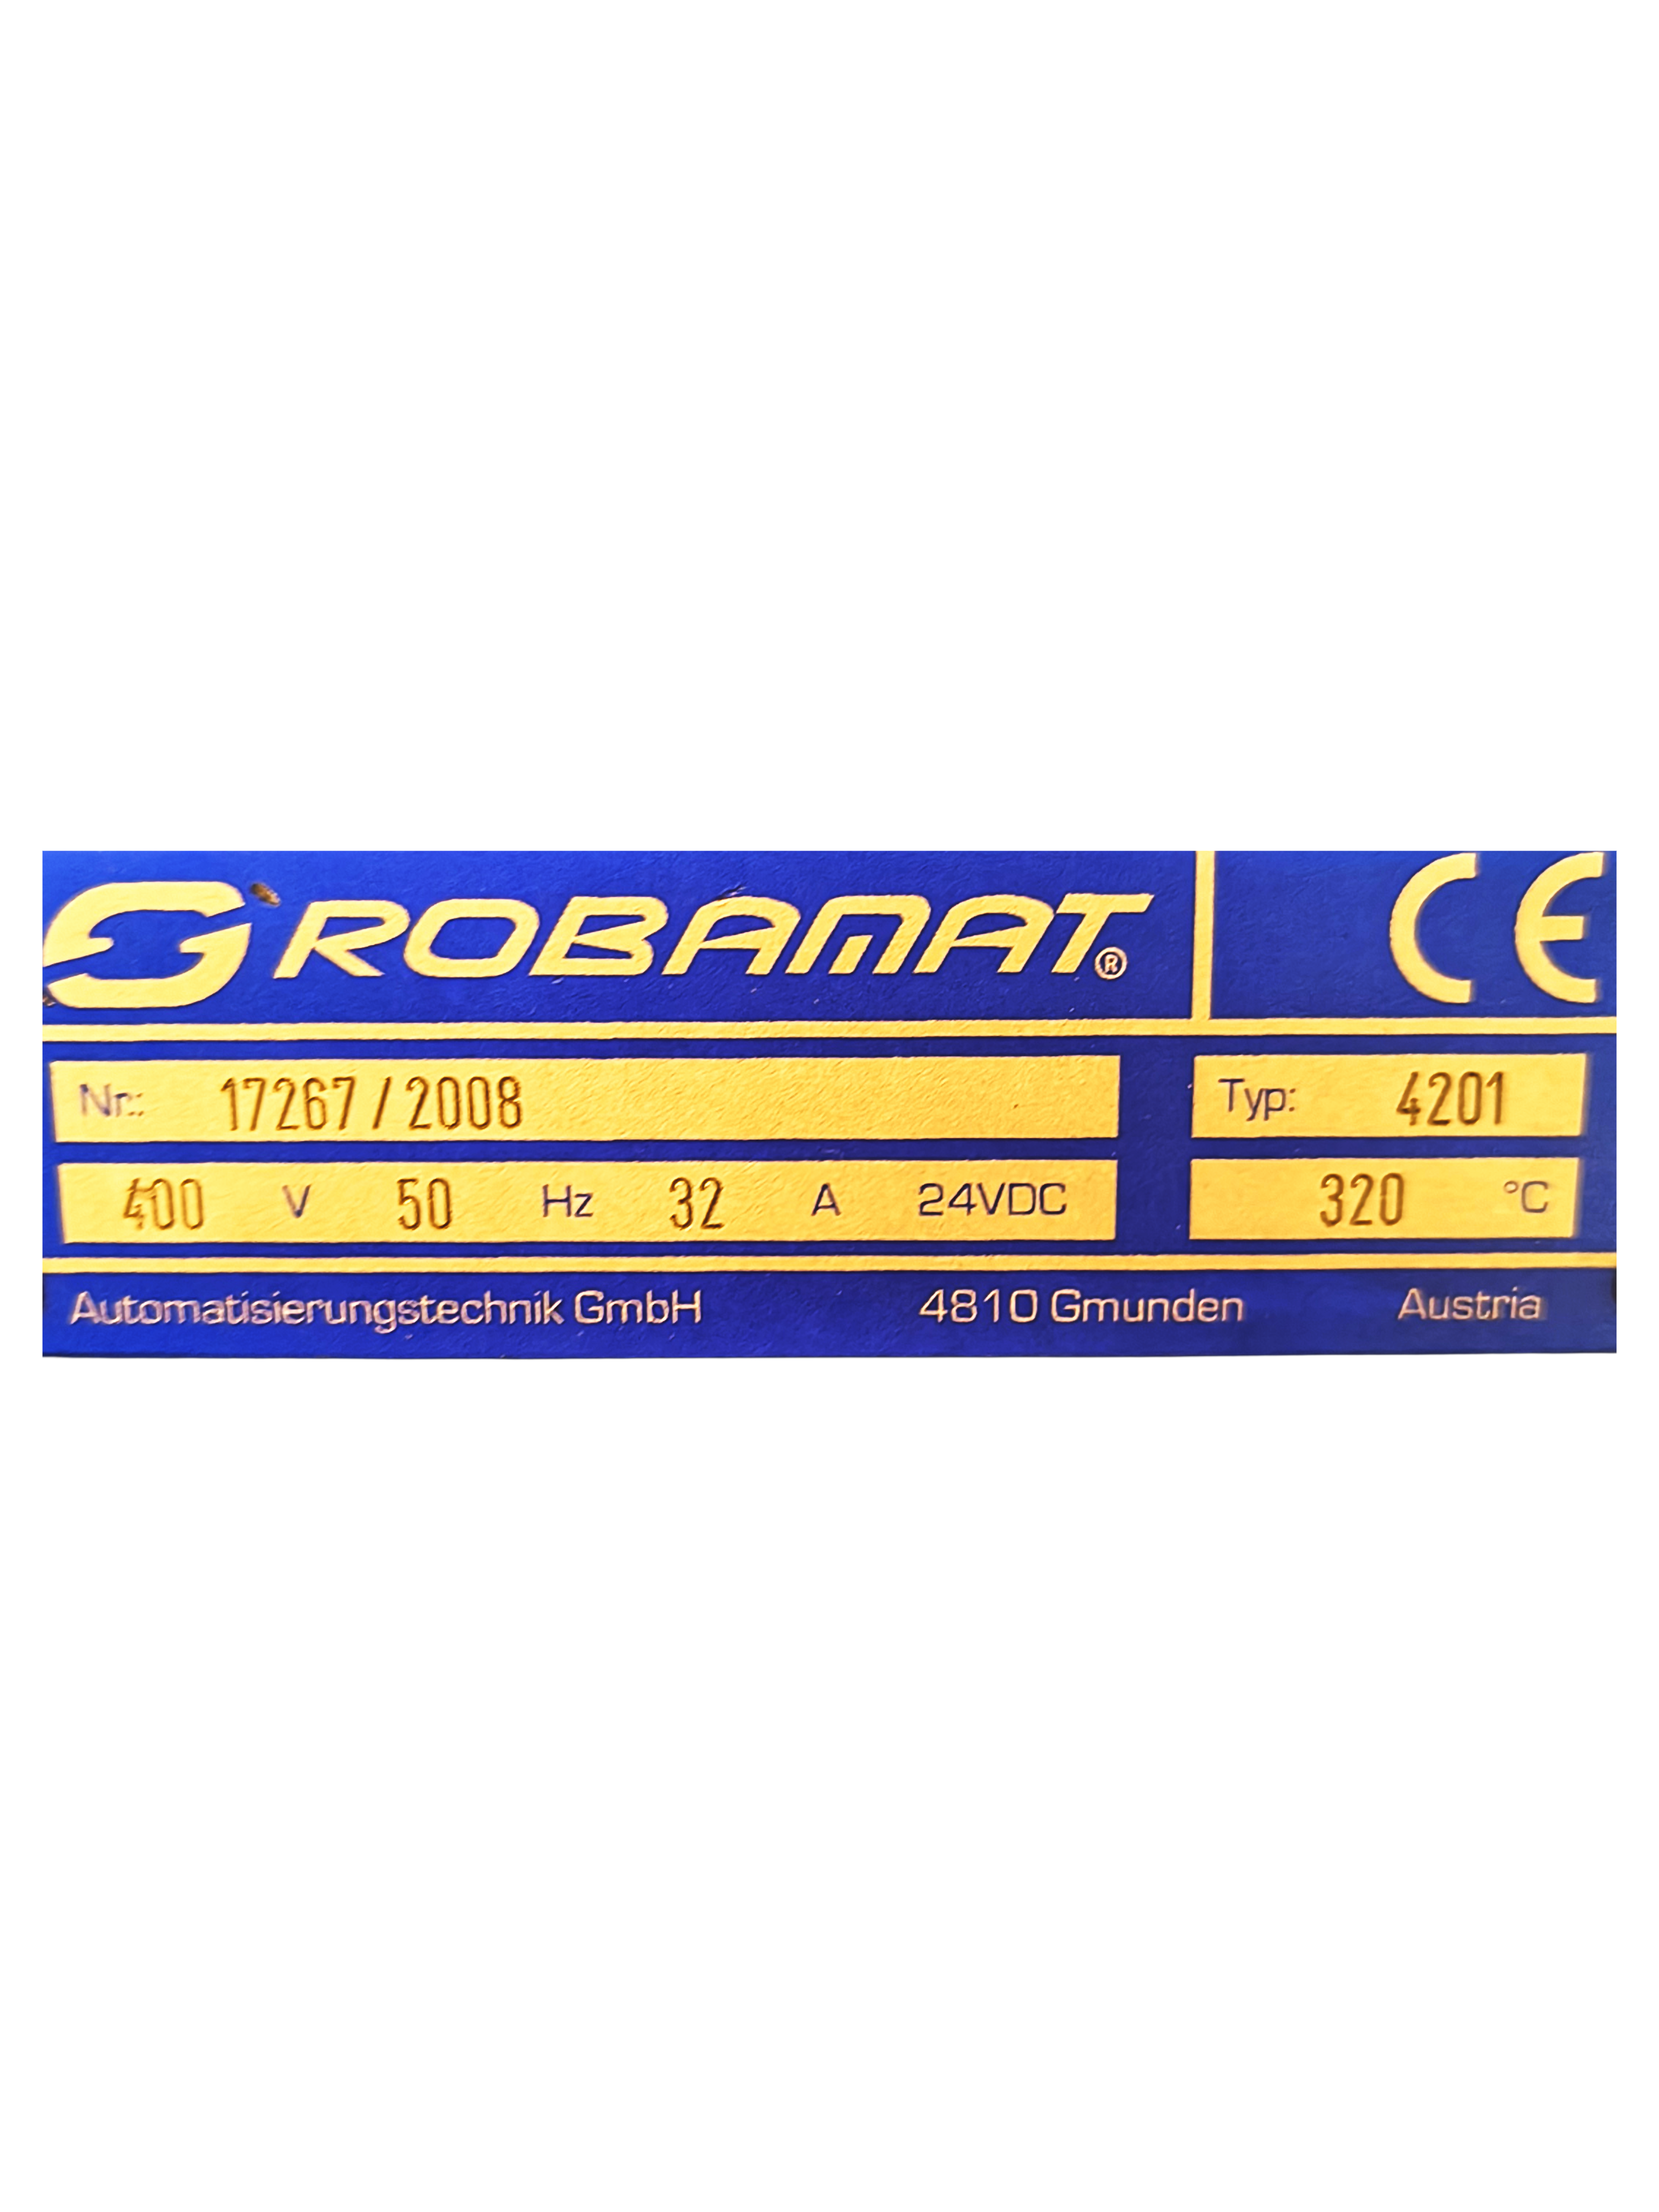 ROBAMAT® CE
Nr.: 17267 / 2008 Typ: 4201
400 V 50 Hz 32 A 24VDC 320 °C
Automatisierungstechnik GmbH 4810 Gmunden Austria